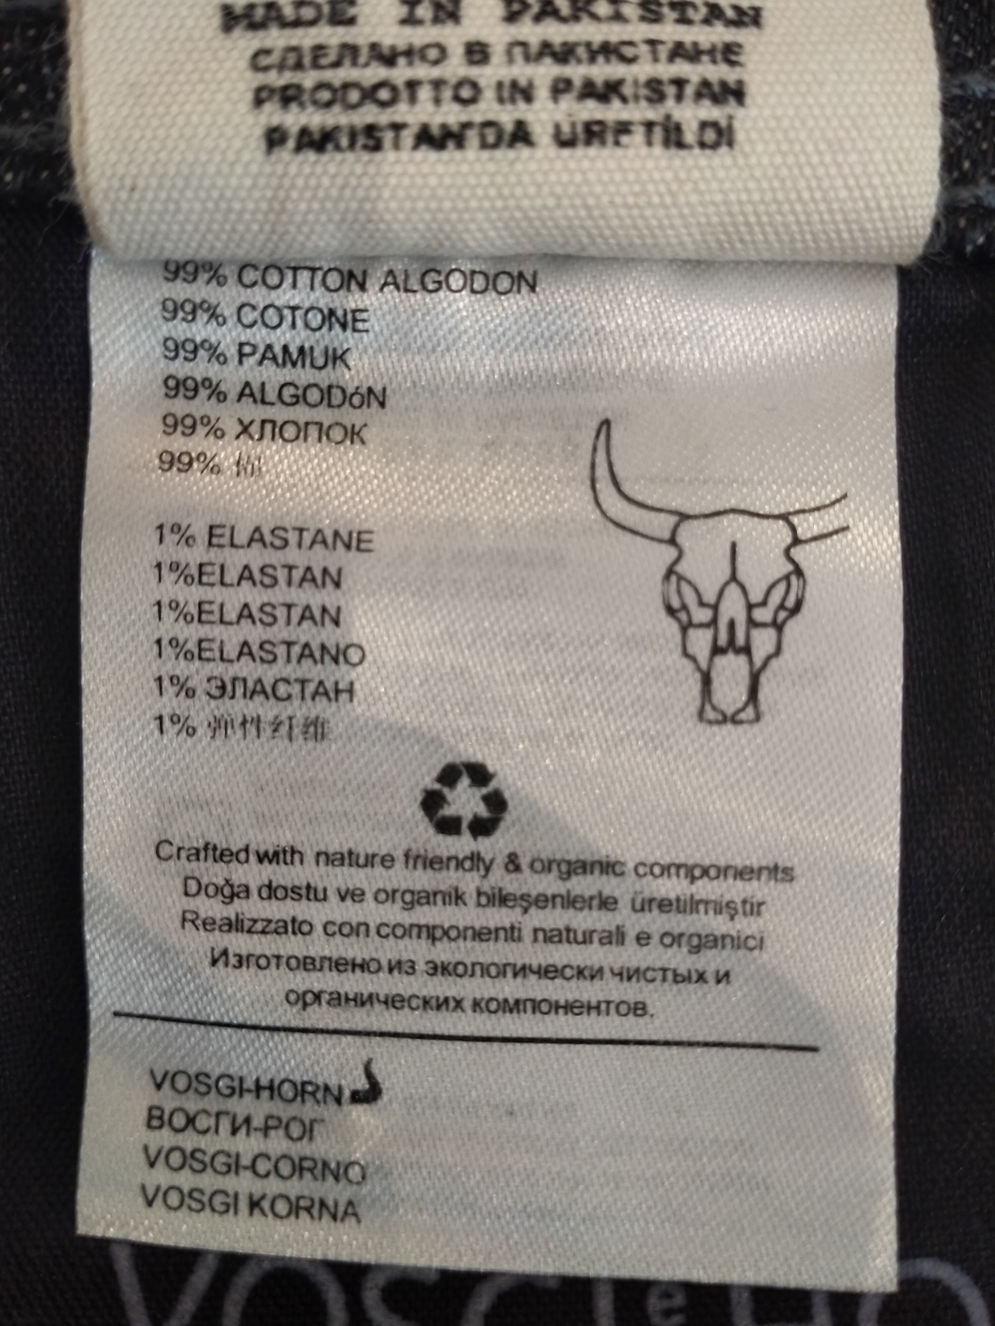 MADE IN PAKISTAN
СДЕЛАНО В ПАКИСТАНЕ
PRODOTTO IN PAKISTAN
PAKISTAN'DA ÜRETİLDİ
99% COTTON ALGODON
99% COTONE
99% PAMUK
99% ALGODóN
99% ХЛОПОК
99% 棉
1% ELASTANE
1%ELASTAN
1%ELASTAN
1%ELASTANO
1% ЭЛАСТАН
1% 弹性纤维
Crafted with nature friendly & organic components
Doğa dostu ve organik bileşenlerle üretilmiştir
Realizzato con componenti naturali e organici
Изготовлено из экологически чистых и
органических компонентов.
VOSGI-HORN
ВОСГИ-РОГ
VOSGI-CORNO
VOSGI KORNA